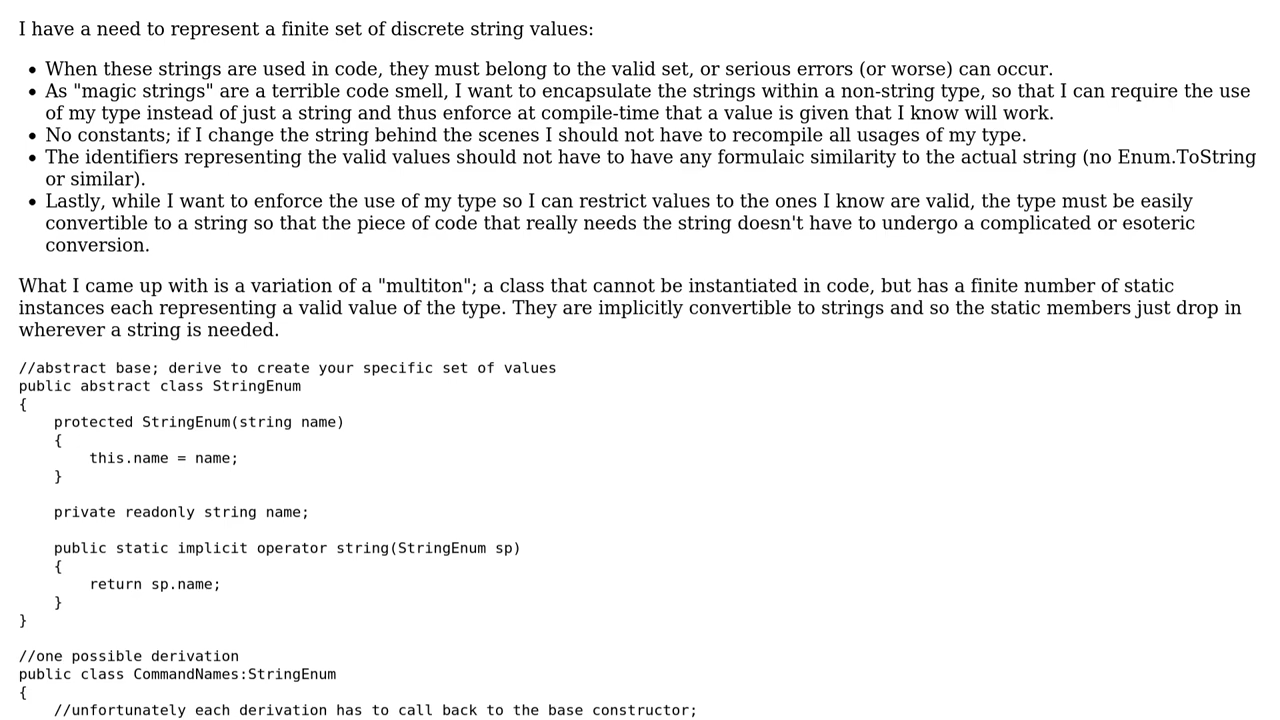 I have a need to represent a finite set of discrete string values:
• When these strings are used in code, they must belong to the valid set, or serious errors (or worse) can occur.
• As "magic strings" are a terrible code smell, I want to encapsulate the strings within a non-string type, so that I can require the use
of my type instead of just a string and thus enforce at compile-time that a value is given that I know will work.
• No constants; if I change the string behind the scenes I should not have to recompile all usages of my type.
• The identifiers representing the valid values should not have to have any formulaic similarity to the actual string (no Enum.ToString
or similar).
• Lastly, while I want to enforce the use of my type so I can restrict values to the ones I know are valid, the type must be easily
convertible to a string so that the piece of code that really needs the string doesn't have to undergo a complicated or esoteric
conversion.
What I came up with is a variation of a "multiton"; a class that cannot be instantiated in code, but has a finite number of static
instances each representing a valid value of the type. They are implicitly convertible to strings and so the static members just drop in
wherever a string is needed.
//abstract base; derive to create your specific set of values
public abstract class StringEnum
{
    protected StringEnum(string name)
    {
        this.name = name;
    }
    private readonly string name;
    public static implicit operator string(StringEnum sp)
    {
        return sp.name;
    }
}
//one possible derivation
public class CommandNames:StringEnum
{
    //unfortunately each derivation has to call back to the base constructor;